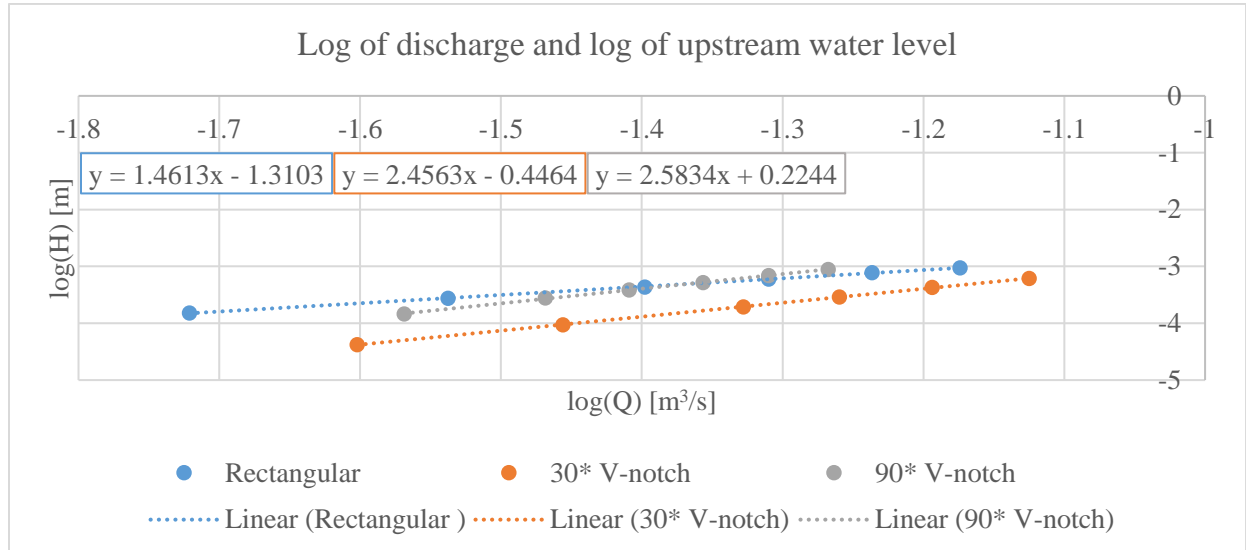 Log of discharge and log of upstream water level
0
-1.8 -1.7 -1.6 -1.5 -1.4 -1.3 -1.2 -1.1 -1
-1
y = 1.4613x - 1.3103 y = 2.4563x - 0.4464 y = 2.5834x + 0.2244
log(H) [m]
-2
-3
-4
-5
log(Q) [m³/s]
Rectangular 30* V-notch 90* V-notch
Linear (Rectangular ) Linear (30* V-notch) Linear (90* V-notch)